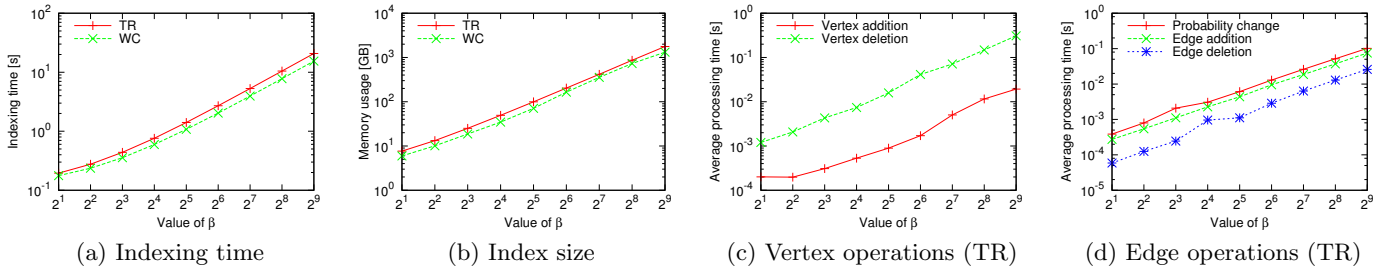 Indexing time [s]
10^2
10^1
10^0
10^-1
TR
WC
2^1 2^2 2^3 2^4 2^5 2^6 2^7 2^8 2^9
Value of β
(a) Indexing time
Memory usage [GB]
10^4
10^3
10^2
10^1
10^0
TR
WC
2^1 2^2 2^3 2^4 2^5 2^6 2^7 2^8 2^9
Value of β
(b) Index size
Average processing time [s]
10^0
10^-1
10^-2
10^-3
10^-4
Vertex addition
Vertex deletion
2^1 2^2 2^3 2^4 2^5 2^6 2^7 2^8 2^9
Value of β
(c) Vertex operations (TR)
Average processing time [s]
10^0
10^-1
10^-2
10^-3
10^-4
10^-5
Probability change
Edge addition
Edge deletion
2^1 2^2 2^3 2^4 2^5 2^6 2^7 2^8 2^9
Value of β
(d) Edge operations (TR)